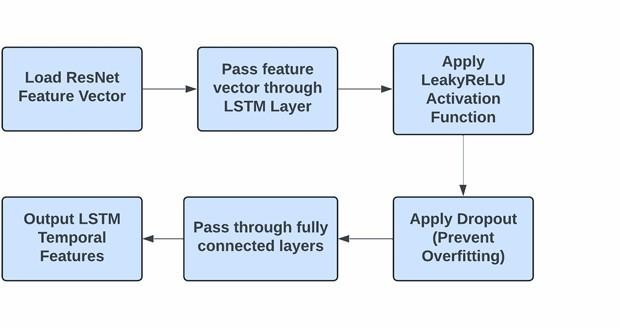 Load ResNet
Feature Vector
Pass feature
vector through
LSTM Layer
Apply
LeakyReLU
Activation
Function
Apply Dropout
(Prevent
Overfitting)
Pass through fully
connected layers
Output LSTM
Temporal
Features